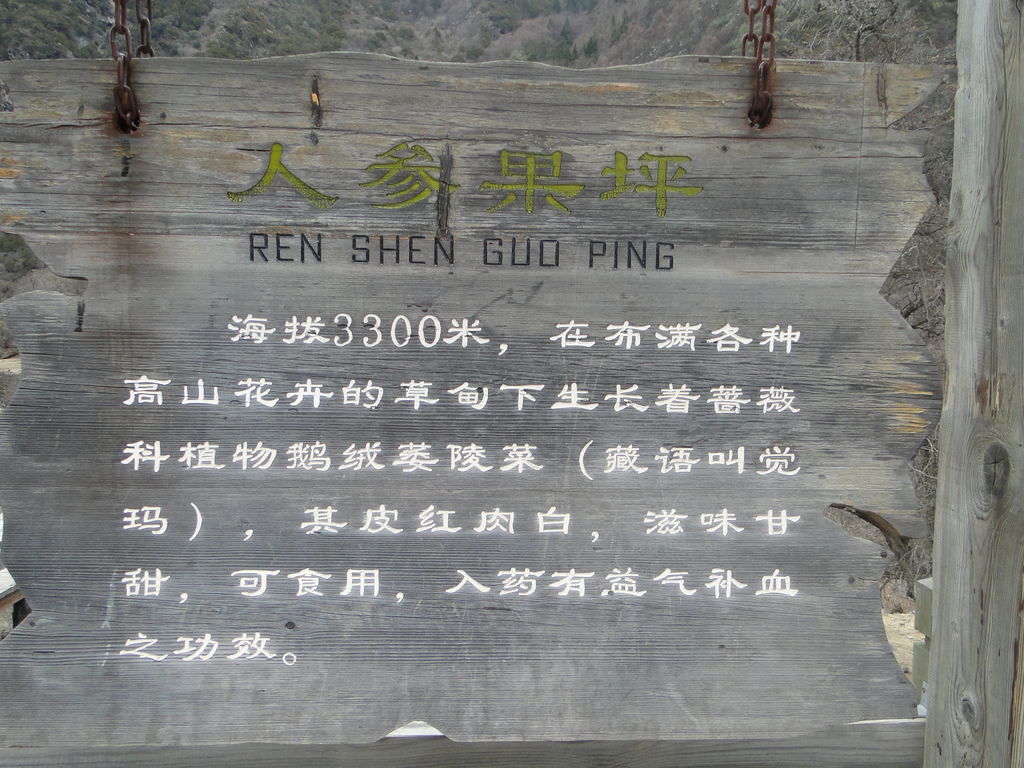 人参果坪
REN SHEN GUO PING
海拔3300米，在布满各种
高山花卉的草甸下生长着蔷薇
科植物鹅绒萎陵菜（藏语叫觉
玛），其皮红肉白，滋味甘
甜，可食用，入药有益气补血
之功效。